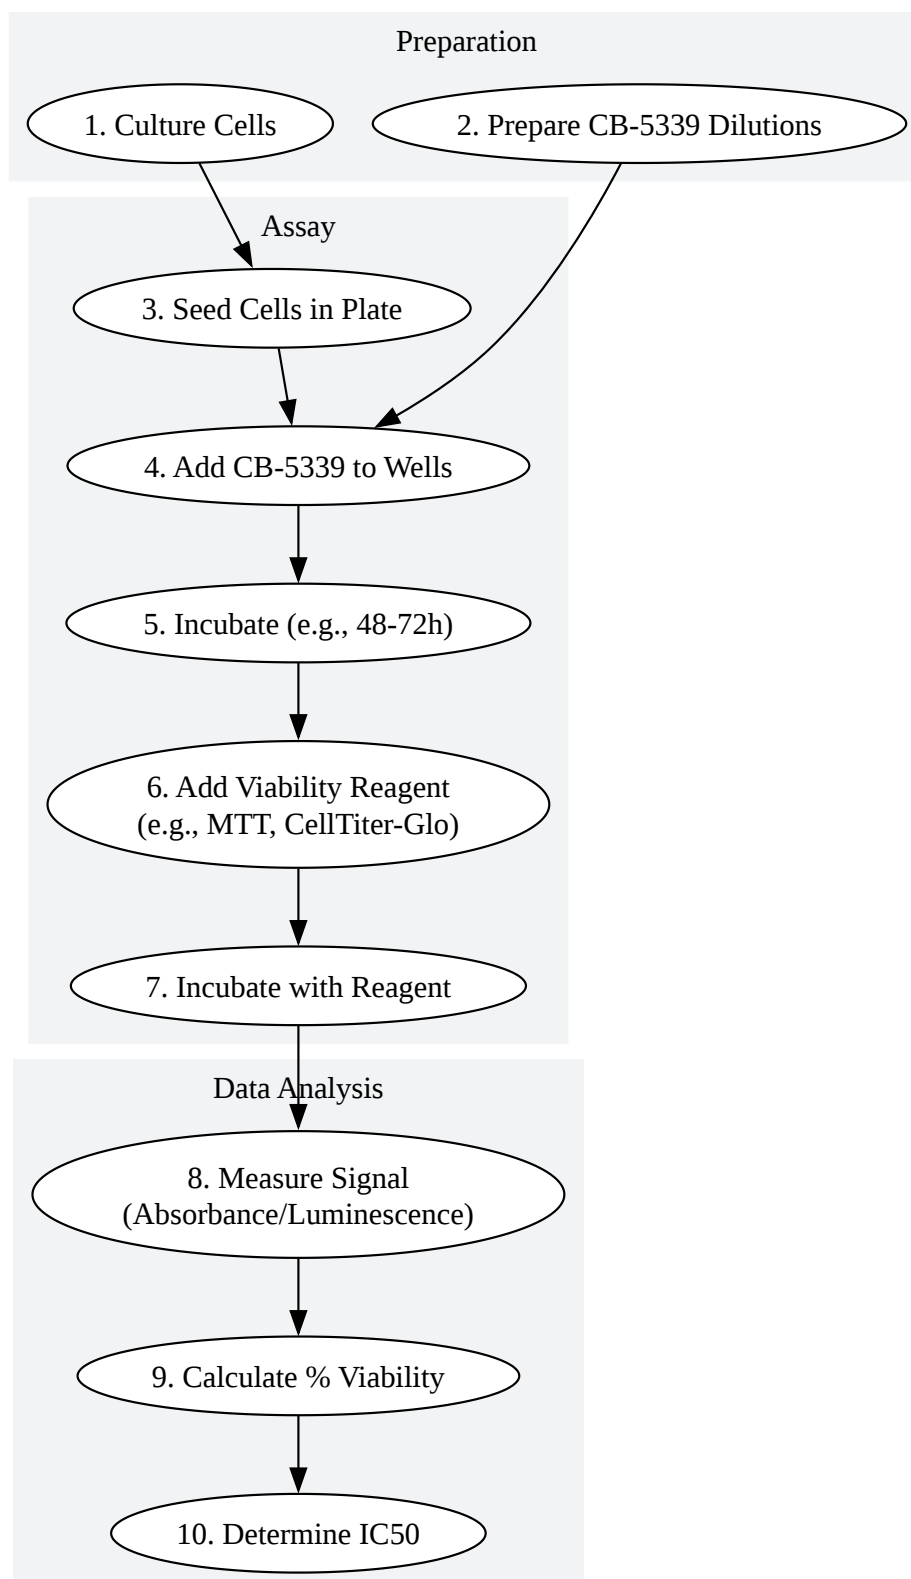 Preparation
1. Culture Cells
2. Prepare CB-5339 Dilutions
Assay
3. Seed Cells in Plate
4. Add CB-5339 to Wells
5. Incubate (e.g., 48-72h)
6. Add Viability Reagent
(e.g., MTT, CellTiter-Glo)
7. Incubate with Reagent
Data Analysis
8. Measure Signal
(Absorbance/Luminescence)
9. Calculate % Viability
10. Determine IC50